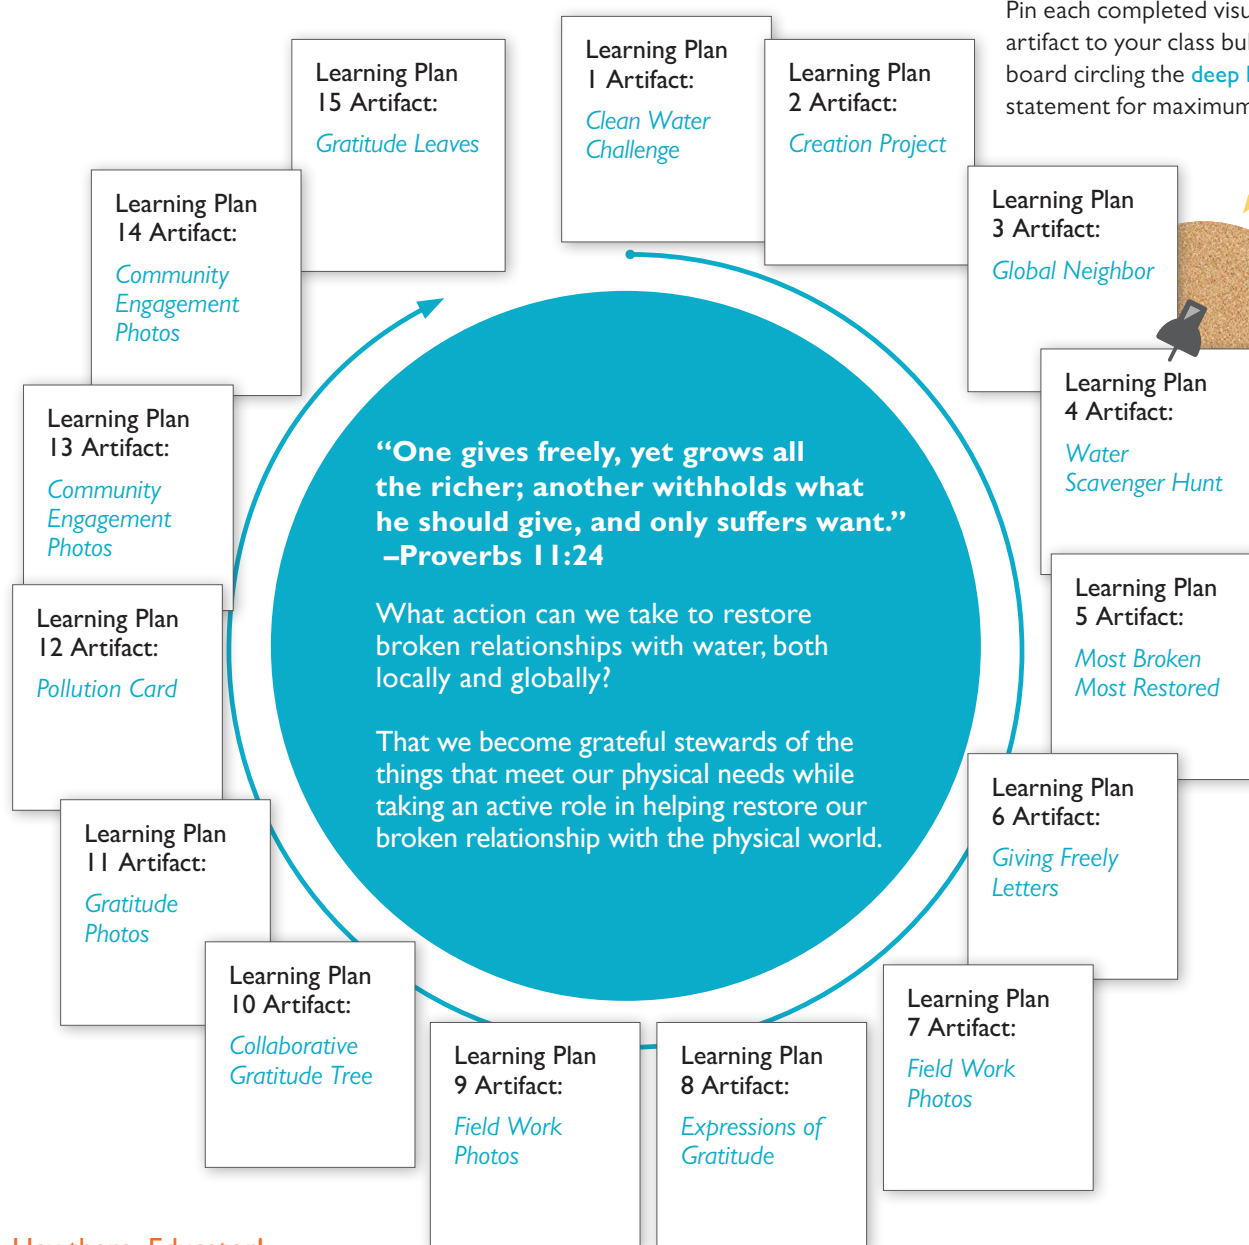 Pin each completed
artifact to your class
board circling the deep
statement for maximum
Learning Plan
1 Artifact:
Clean Water
Challenge
Learning Plan
2 Artifact:
Creation Project
Learning Plan
3 Artifact:
Global Neighbor
Learning Plan
4 Artifact:
Water
Scavenger Hunt
Learning Plan
5 Artifact:
Most Broken
Most Restored
Learning Plan
6 Artifact:
Giving Freely
Letters
Learning Plan
7 Artifact:
Field Work
Photos
Learning Plan
8 Artifact:
Expressions of
Gratitude
Learning Plan
9 Artifact:
Field Work
Photos
Learning Plan
10 Artifact:
Collaborative
Gratitude Tree
Learning Plan
11 Artifact:
Gratitude
Photos
Learning Plan
12 Artifact:
Pollution Card
Learning Plan
13 Artifact:
Community
Engagement
Photos
Learning Plan
14 Artifact:
Community
Engagement
Photos
Learning Plan
15 Artifact:
Gratitude Leaves
“One gives freely, yet grows all
the richer; another withholds what
he should give, and only suffers want.”
–Proverbs 11:24
What action can we take to restore
broken relationships with water, both
locally and globally?
That we become grateful stewards of the
things that meet our physical needs while
taking an active role in helping restore our
broken relationship with the physical world.
Hey there, Educator!